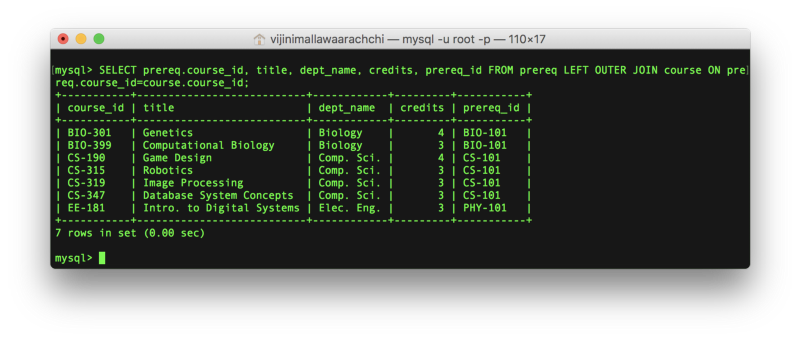 vijinimallawaarachchi — mysql -u root -p — 110×17
[mysql> SELECT prereq.course_id, title, dept_name, credits, prereq_id FROM prereq LEFT OUTER JOIN course ON pre]
req.course_id=course.course_id;
+-----------+----------------------------+------------+---------+-----------+
| course_id | title                      | dept_name  | credits | prereq_id |
+-----------+----------------------------+------------+---------+-----------+
| BIO-301   | Genetics                   | Biology    |       4 | BIO-101   |
| BIO-399   | Computational Biology      | Biology    |       3 | BIO-101   |
| CS-190    | Game Design                | Comp. Sci. |       4 | CS-101    |
| CS-315    | Robotics                   | Comp. Sci. |       3 | CS-101    |
| CS-319    | Image Processing           | Comp. Sci. |       3 | CS-101    |
| CS-347    | Database System Concepts   | Comp. Sci. |       3 | CS-101    |
| EE-181    | Intro. to Digital Systems  | Elec. Eng. |       3 | PHY-101   |
+-----------+----------------------------+------------+---------+-----------+
7 rows in set (0.00 sec)
mysql>